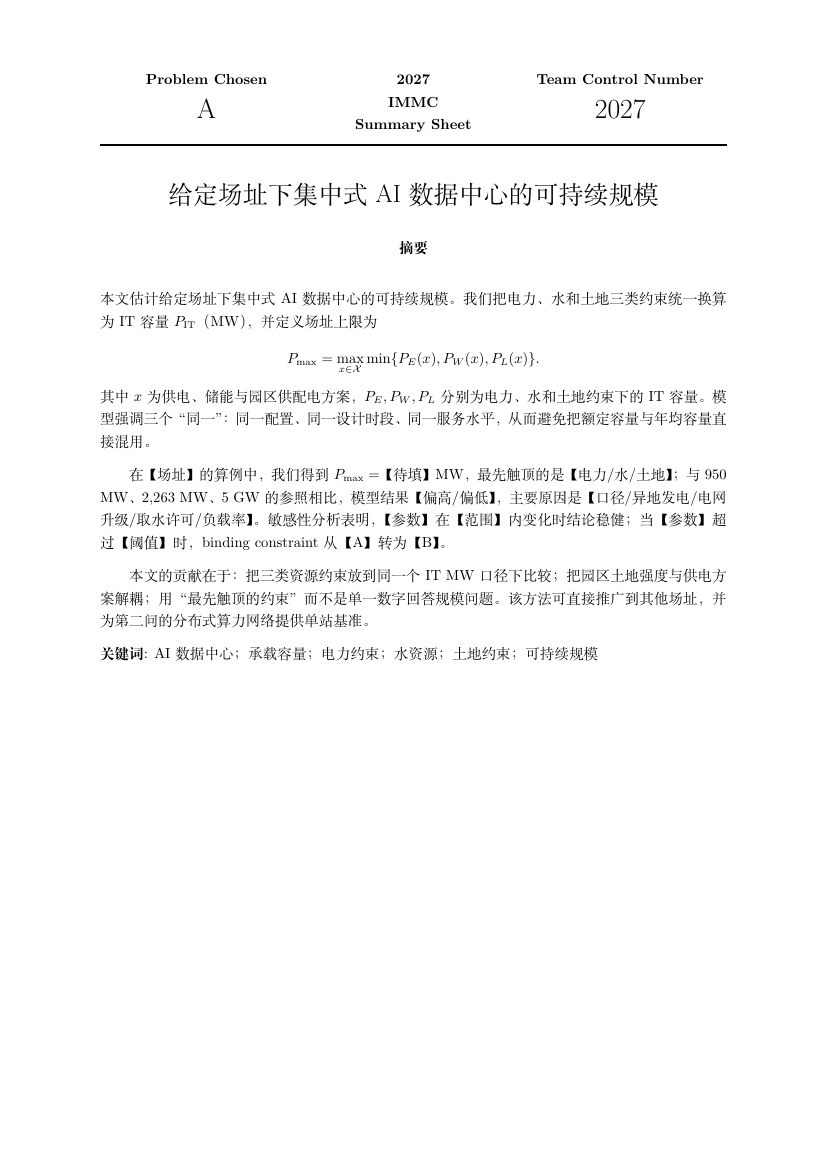 Problem Chosen
A
2027
IMMC
Summary Sheet
Team Control Number
2027
给定场址下集中式 AI 数据中心的可持续规模
摘要
本文估计给定场址下集中式 AI 数据中心的可持续规模。我们把电力、水和土地三类约束统一换算
为 IT 容量 P_IT（MW），并定义场址上限为
P_max = max_{x∈𝒳} min{P_E(x), P_W(x), P_L(x)}.
其中 x 为供电、储能与园区供配电方案，P_E, P_W, P_L 分别为电力、水和土地约束下的 IT 容量。模
型强调三个 “同一”：同一配置、同一设计时段、同一服务水平，从而避免把额定容量与年均容量直
接混用。
在【场址】的算例中，我们得到 P_max =【待填】MW，最先触顶的是【电力/水/土地】；与 950
MW、2,263 MW、5 GW 的参照相比，模型结果【偏高/偏低】，主要原因是【口径/异地发电/电网
升级/取水许可/负载率】。敏感性分析表明，【参数】在【范围】内变化时结论稳健；当【参数】超
过【阈值】时，binding constraint 从【A】转为【B】。
本文的贡献在于：把三类资源约束放到同一个 IT MW 口径下比较；把园区土地强度与供电方
案解耦；用 “最先触顶的约束” 而不是单一数字回答规模问题。该方法可直接推广到其他场址，并
为第二问的分布式算力网络提供单站基准。
关键词: AI 数据中心；承载容量；电力约束；水资源；土地约束；可持续规模